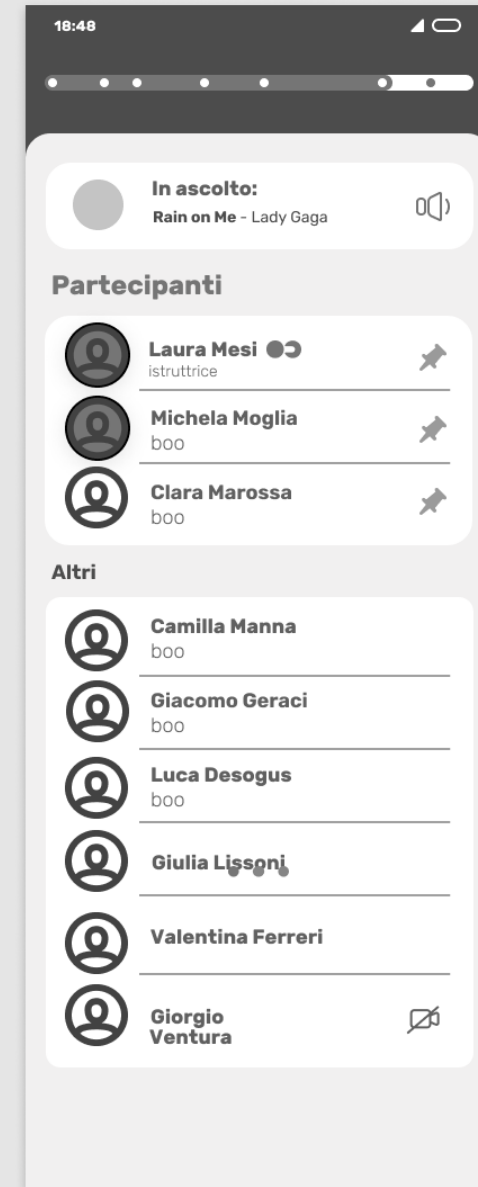 18:48
In ascolto:
Rain on Me - Lady Gaga
Partecipanti
Laura Mesi
istruttrice
Michela Moglia
boo
Clara Marossa
boo
Altri
Camilla Manna
boo
Giacomo Geraci
boo
Luca Desogus
boo
Giulia Lissoni
Valentina Ferreri
Giorgio
Ventura